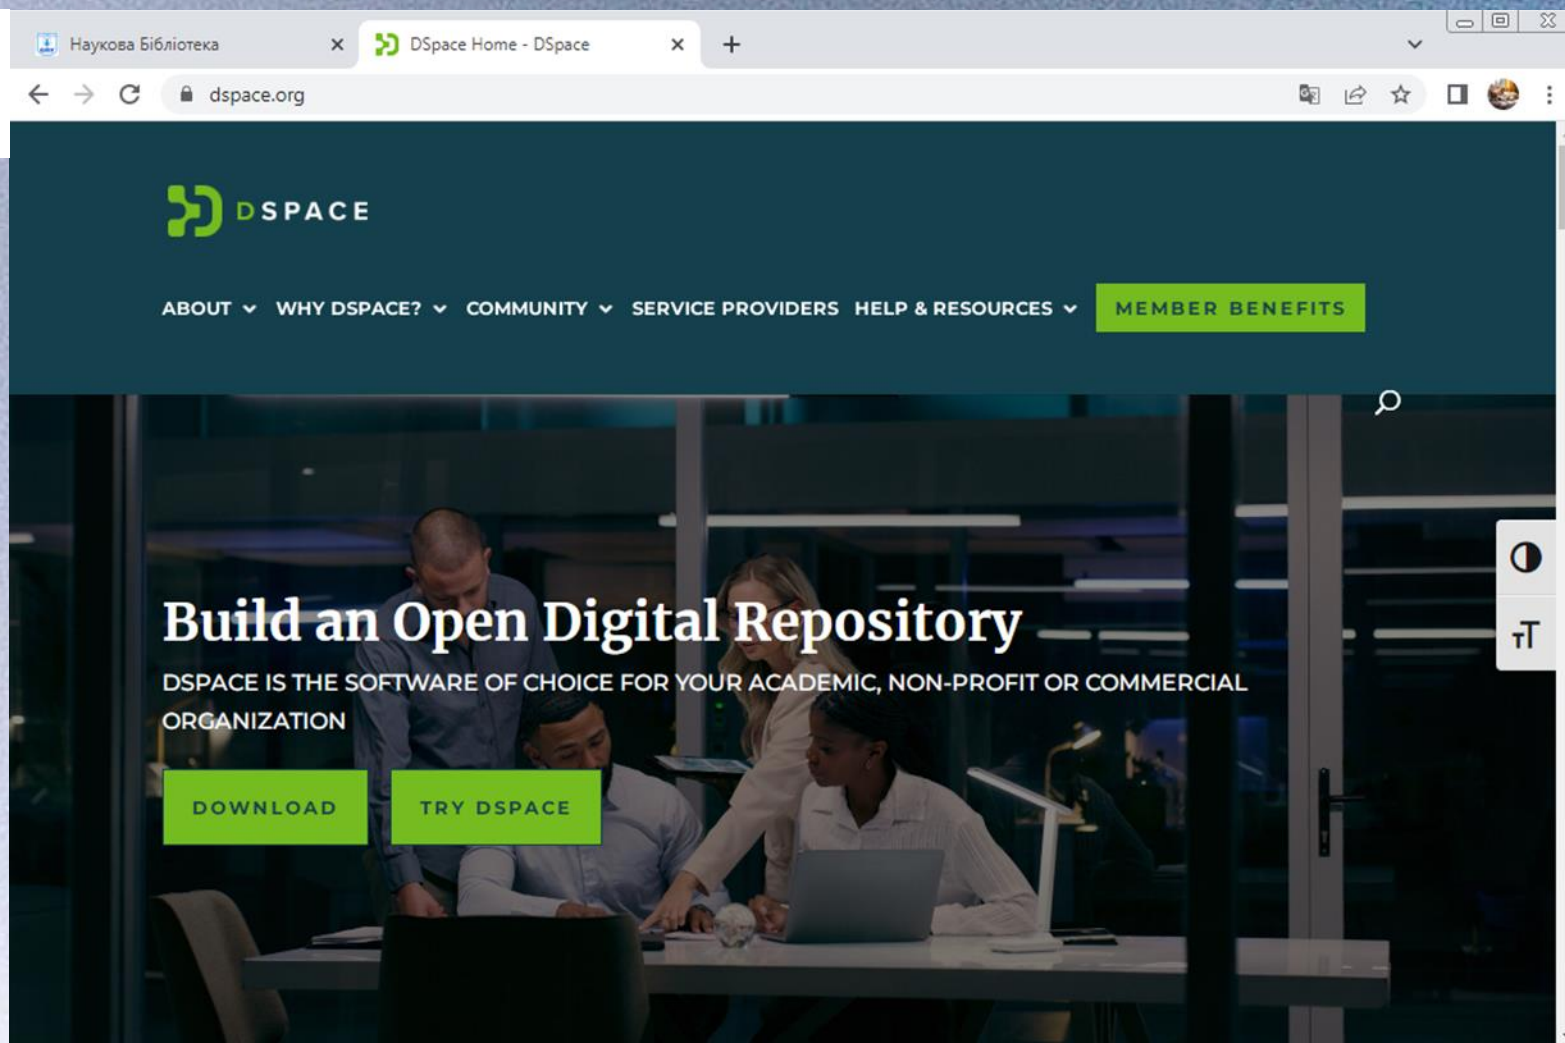 Наукова Бібліотека
DSpace Home - DSpace
dspace.org
DSPACE
ABOUT WHY DSPACE? COMMUNITY SERVICE PROVIDERS HELP & RESOURCES MEMBER BENEFITS
Build an Open Digital Repository
DSPACE IS THE SOFTWARE OF CHOICE FOR YOUR ACADEMIC, NON-PROFIT OR COMMERCIAL
ORGANIZATION
DOWNLOAD TRY DSPACE